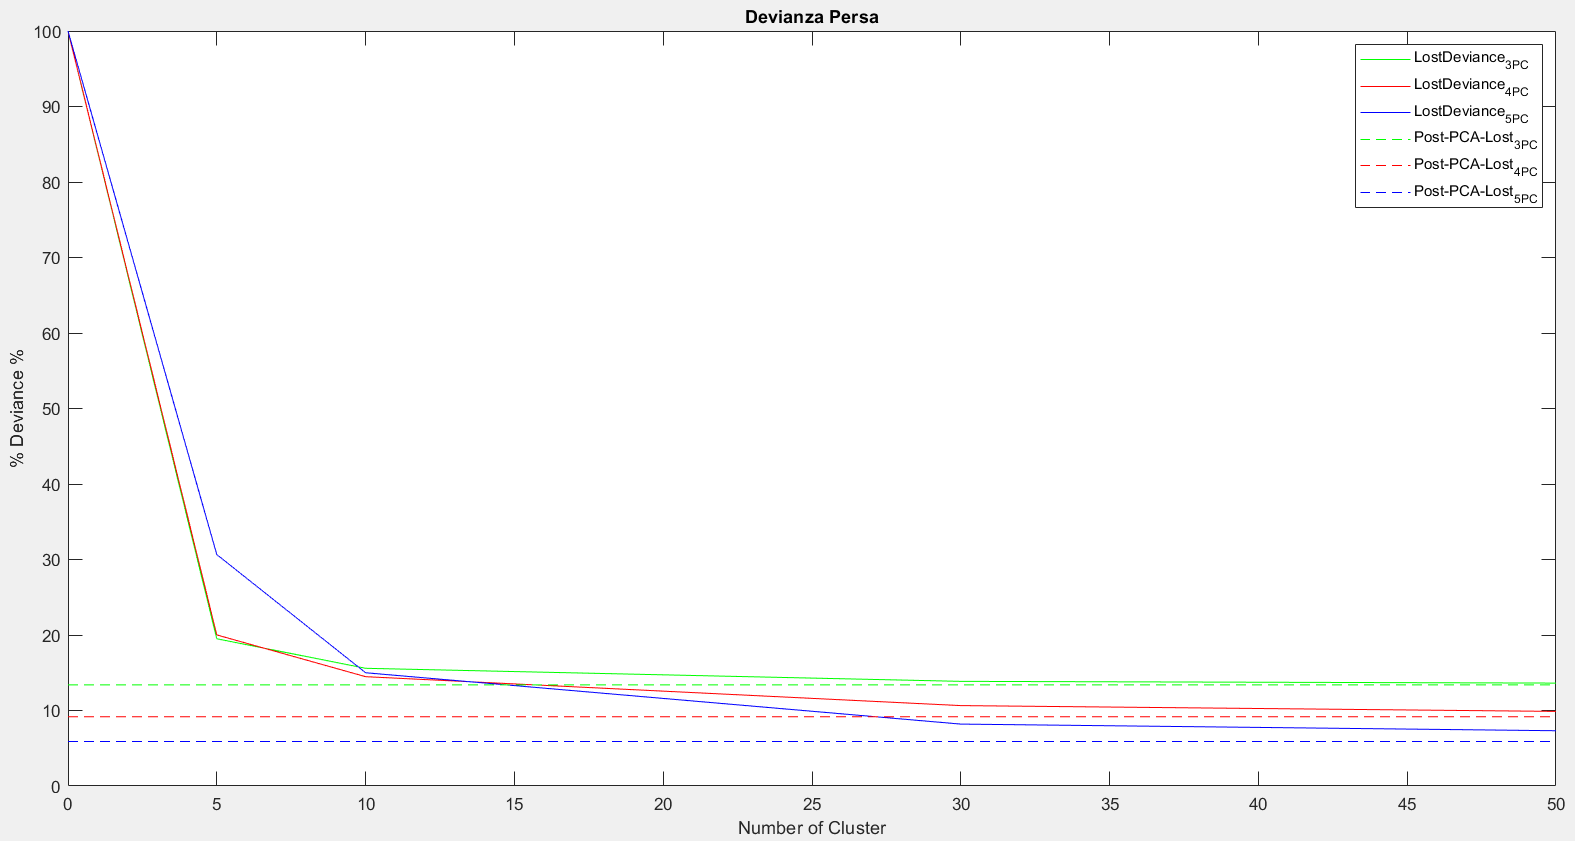 Devianza Persa
% Deviance %
100
90
80
70
60
50
40
30
20
10
0
0 5 10 15 20 25 30 35 40 45 50
Number of Cluster
LostDeviance3PC
LostDeviance4PC
LostDeviance5PC
Post-PCA-Lost3PC
Post-PCA-Lost4PC
Post-PCA-Lost5PC